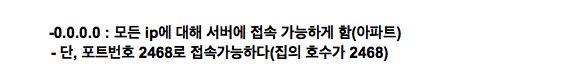 -0.0.0.0 : 모든 ip에 대해 서버에 접속 가능하게 함(아파트)
- 단, 포트번호 2468로 접속가능하다(집의 호수가 2468)